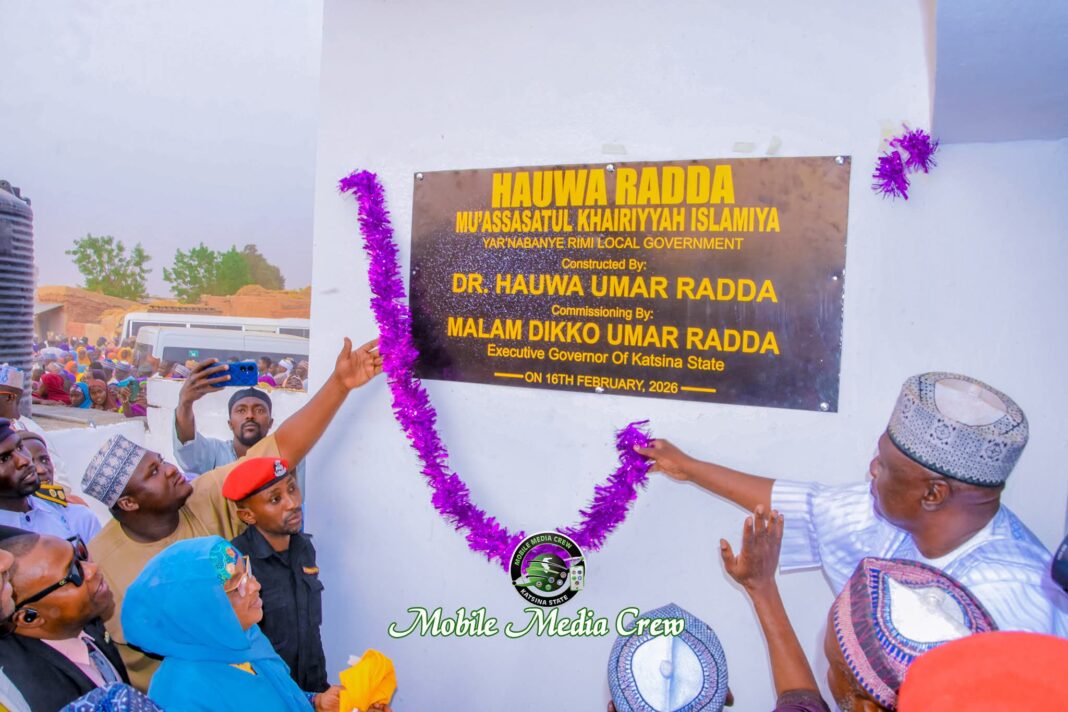 HAUWA RADDA
MU'ASSASATUL KHAIRIYYAH ISLAMIYA
YAR'NABANYE RIMI LOCAL GOVERNMENT
Constructed By:
DR. HAUWA UMAR RADDA
Commissioning By:
MALAM DIKKO UMAR RADDA
Executive Governor Of Katsina State
ON 16TH FEBRUARY, 2026
MOBILE MEDIA CREW
KATSINA STATE
Mobile Media Crew